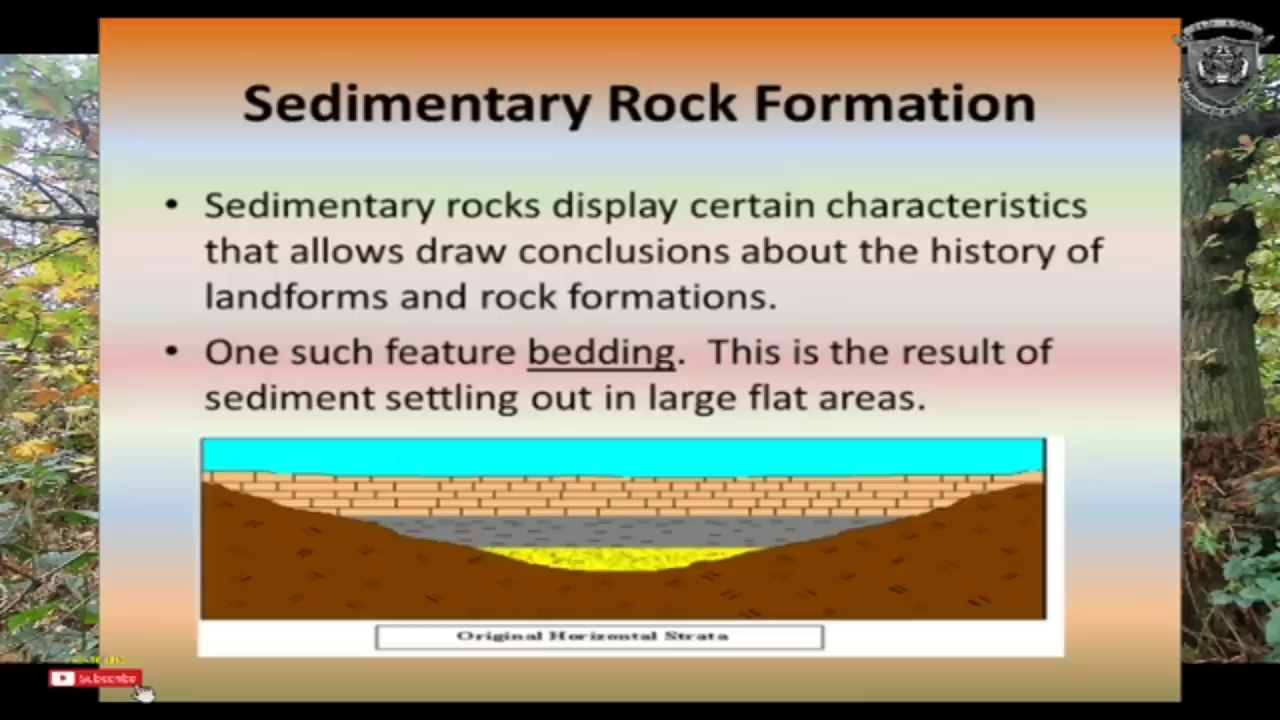 Sedimentary Rock Formation
• Sedimentary rocks display certain characteristics
that allows draw conclusions about the history of
landforms and rock formations.
• One such feature bedding. This is the result of
sediment settling out in large flat areas.
Original Horizontal Strata
Subscribe